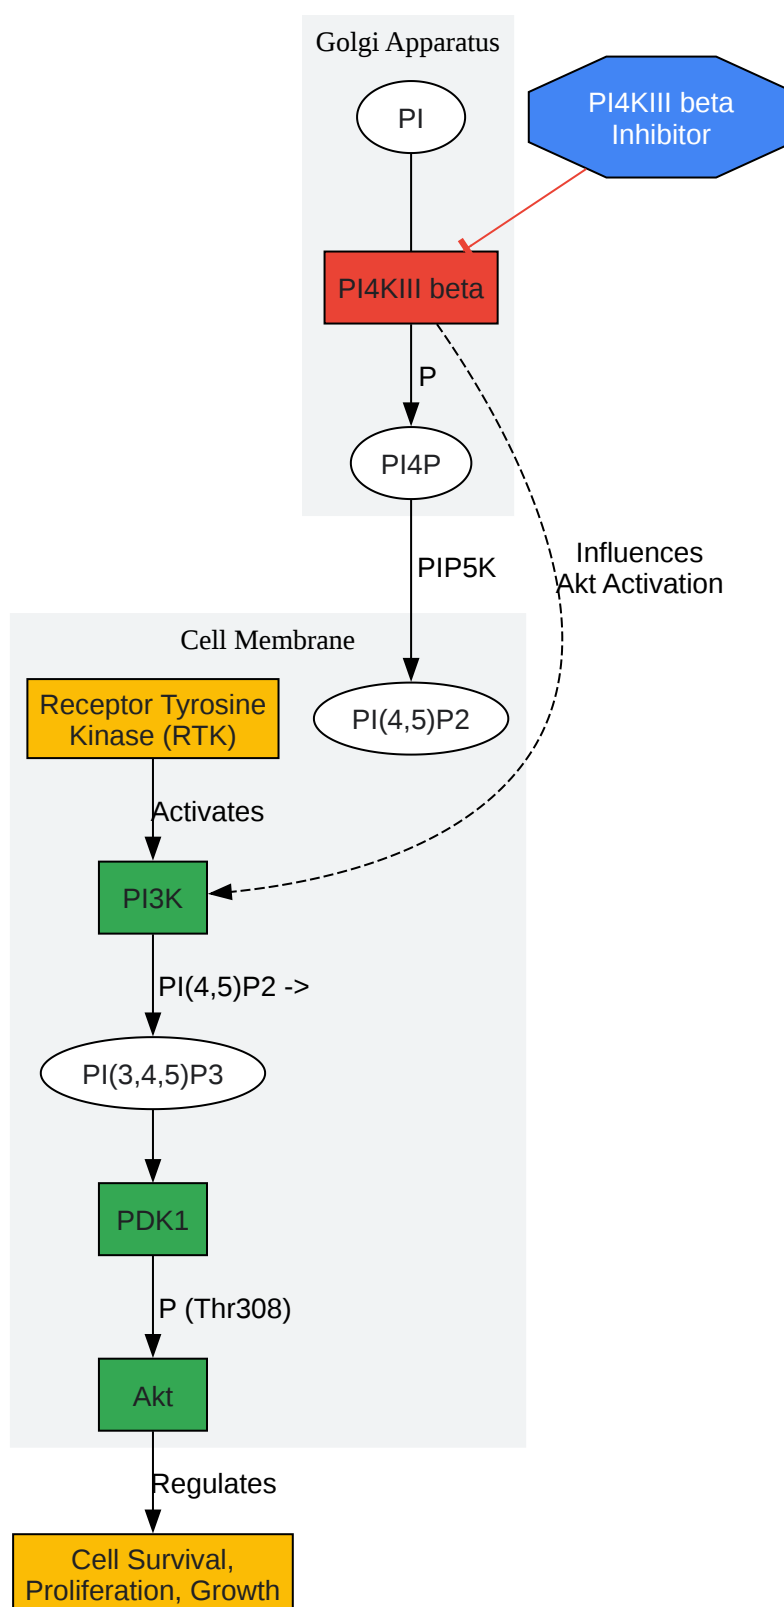 Golgi Apparatus
PI
PI4KIII beta
Inhibitor
PI4KIII beta
P
PI4P
Influences
Akt Activation
PIP5K
Cell Membrane
Receptor Tyrosine
Kinase (RTK)
PI(4,5)P2
Activates
PI3K
PI(4,5)P2 ->
PI(3,4,5)P3
PDK1
P (Thr308)
Akt
Regulates
Cell Survival,
Proliferation, Growth